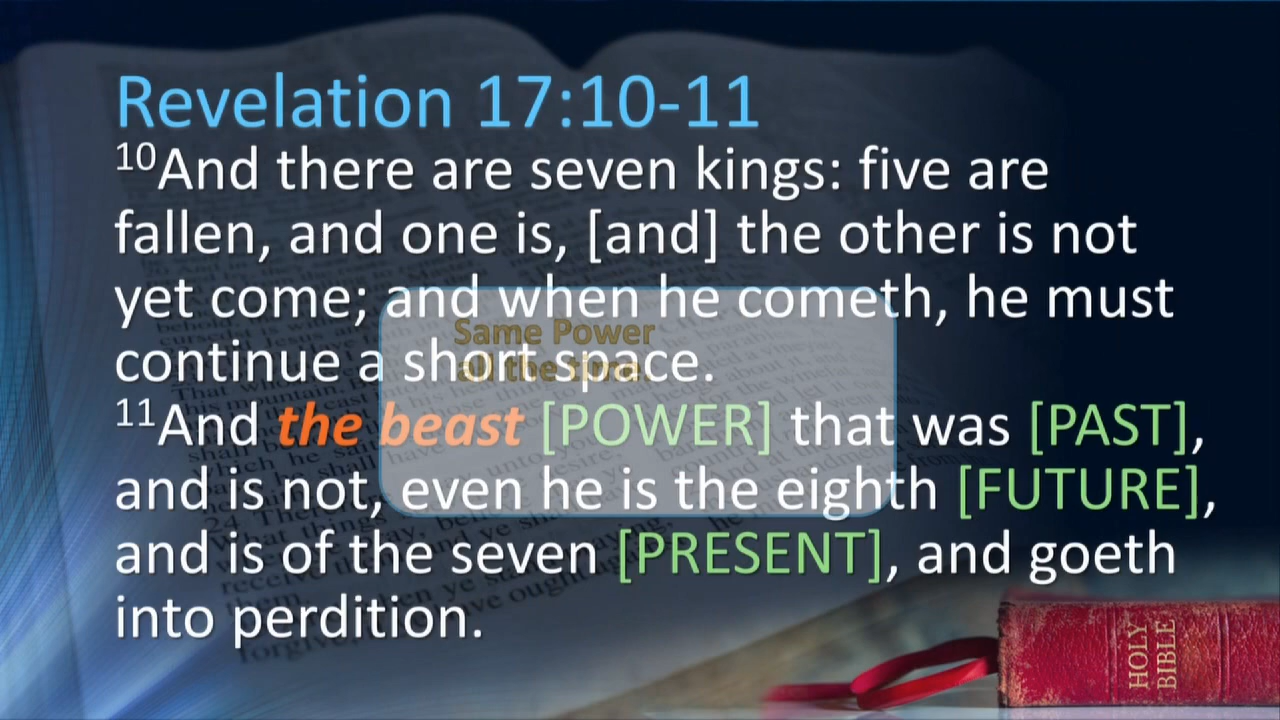 Revelation 17:10-11
10And there are seven kings: five are
fallen, and one is, [and] the other is not
yet come; and when he cometh, he must
continue a short space.
11And the beast [POWER] that was [PAST],
and is not, even he is the eighth [FUTURE],
and is of the seven [PRESENT], and goeth
into perdition.
Same Power
all the time.
HOLY
BIBLE